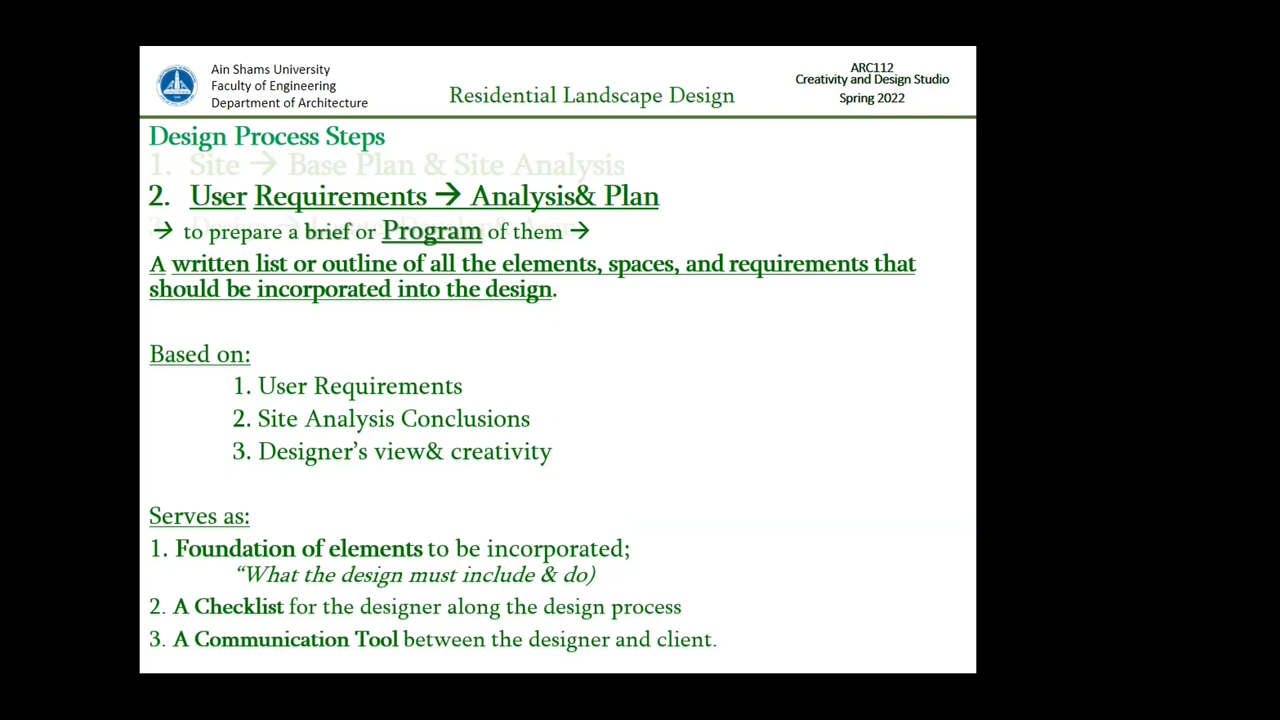 Ain Shams University
Faculty of Engineering
Department of Architecture
Residential Landscape Design
ARC112
Creativity and Design Studio
Spring 2022
Design Process Steps
1. Site → Base Plan & Site Analysis
2. User Requirements → Analysis& Plan
→ to prepare a brief or Program of them →
A written list or outline of all the elements, spaces, and requirements that
should be incorporated into the design.
Based on:
1. User Requirements
2. Site Analysis Conclusions
3. Designer's view& creativity
Serves as:
1. Foundation of elements to be incorporated;
“What the design must include & do)
2. A Checklist for the designer along the design process
3. A Communication Tool between the designer and client.